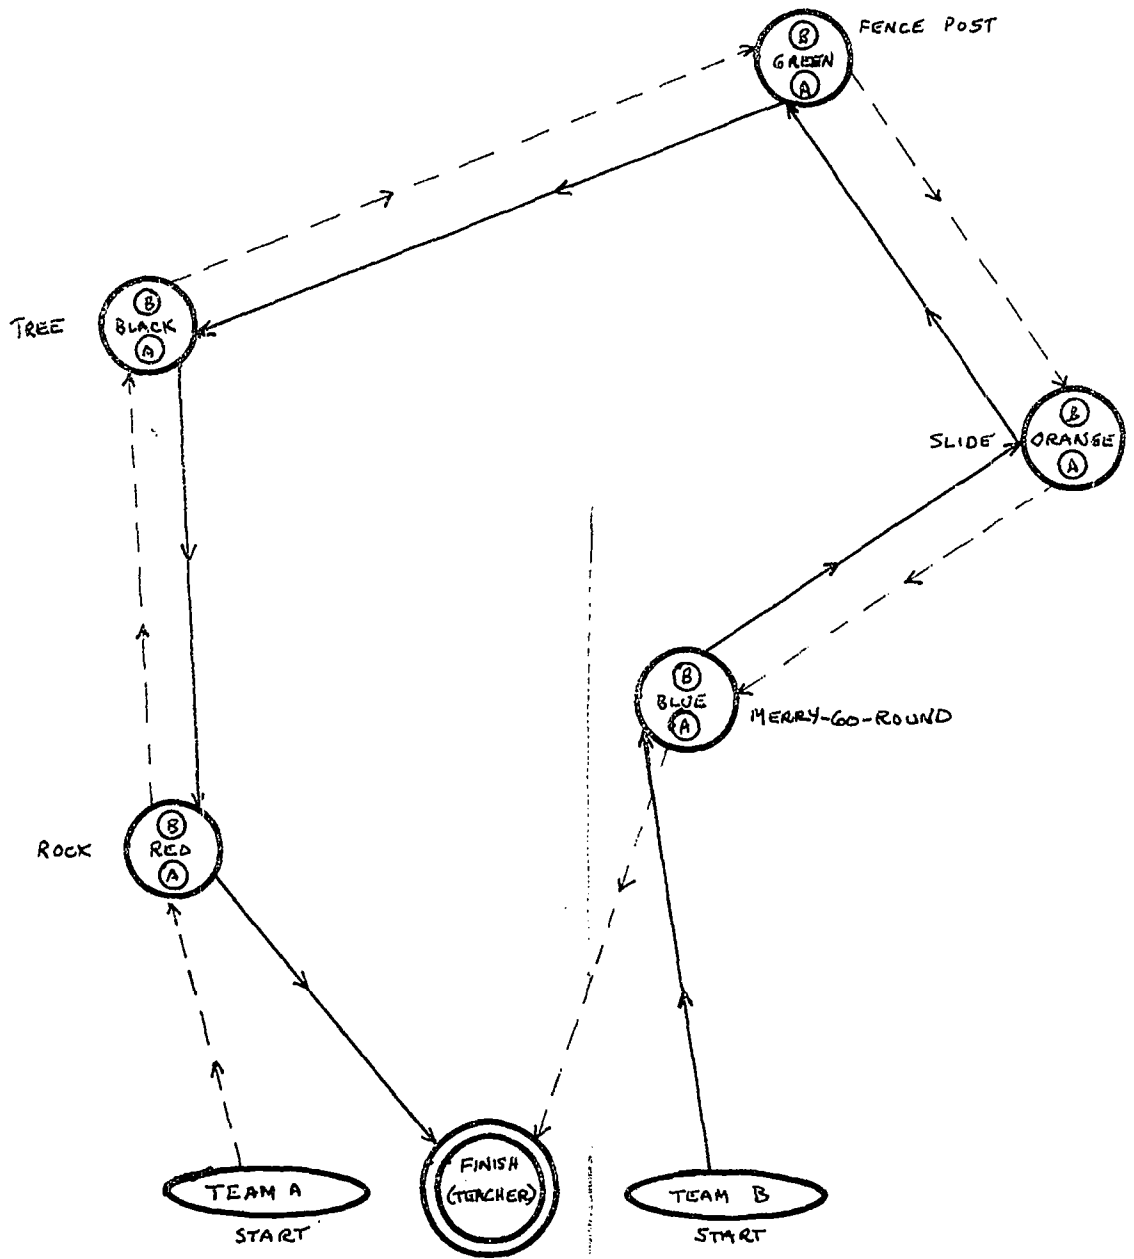 FENCE POST
B
GREEN
A
TREE
B
BLACK
A
SLIDE
B
ORANGE
A
B
BLUE
A
MERRY-GO-ROUND
ROCK
B
RED
A
TEAM A
START
FINISH
(TEACHER)
TEAM B
START